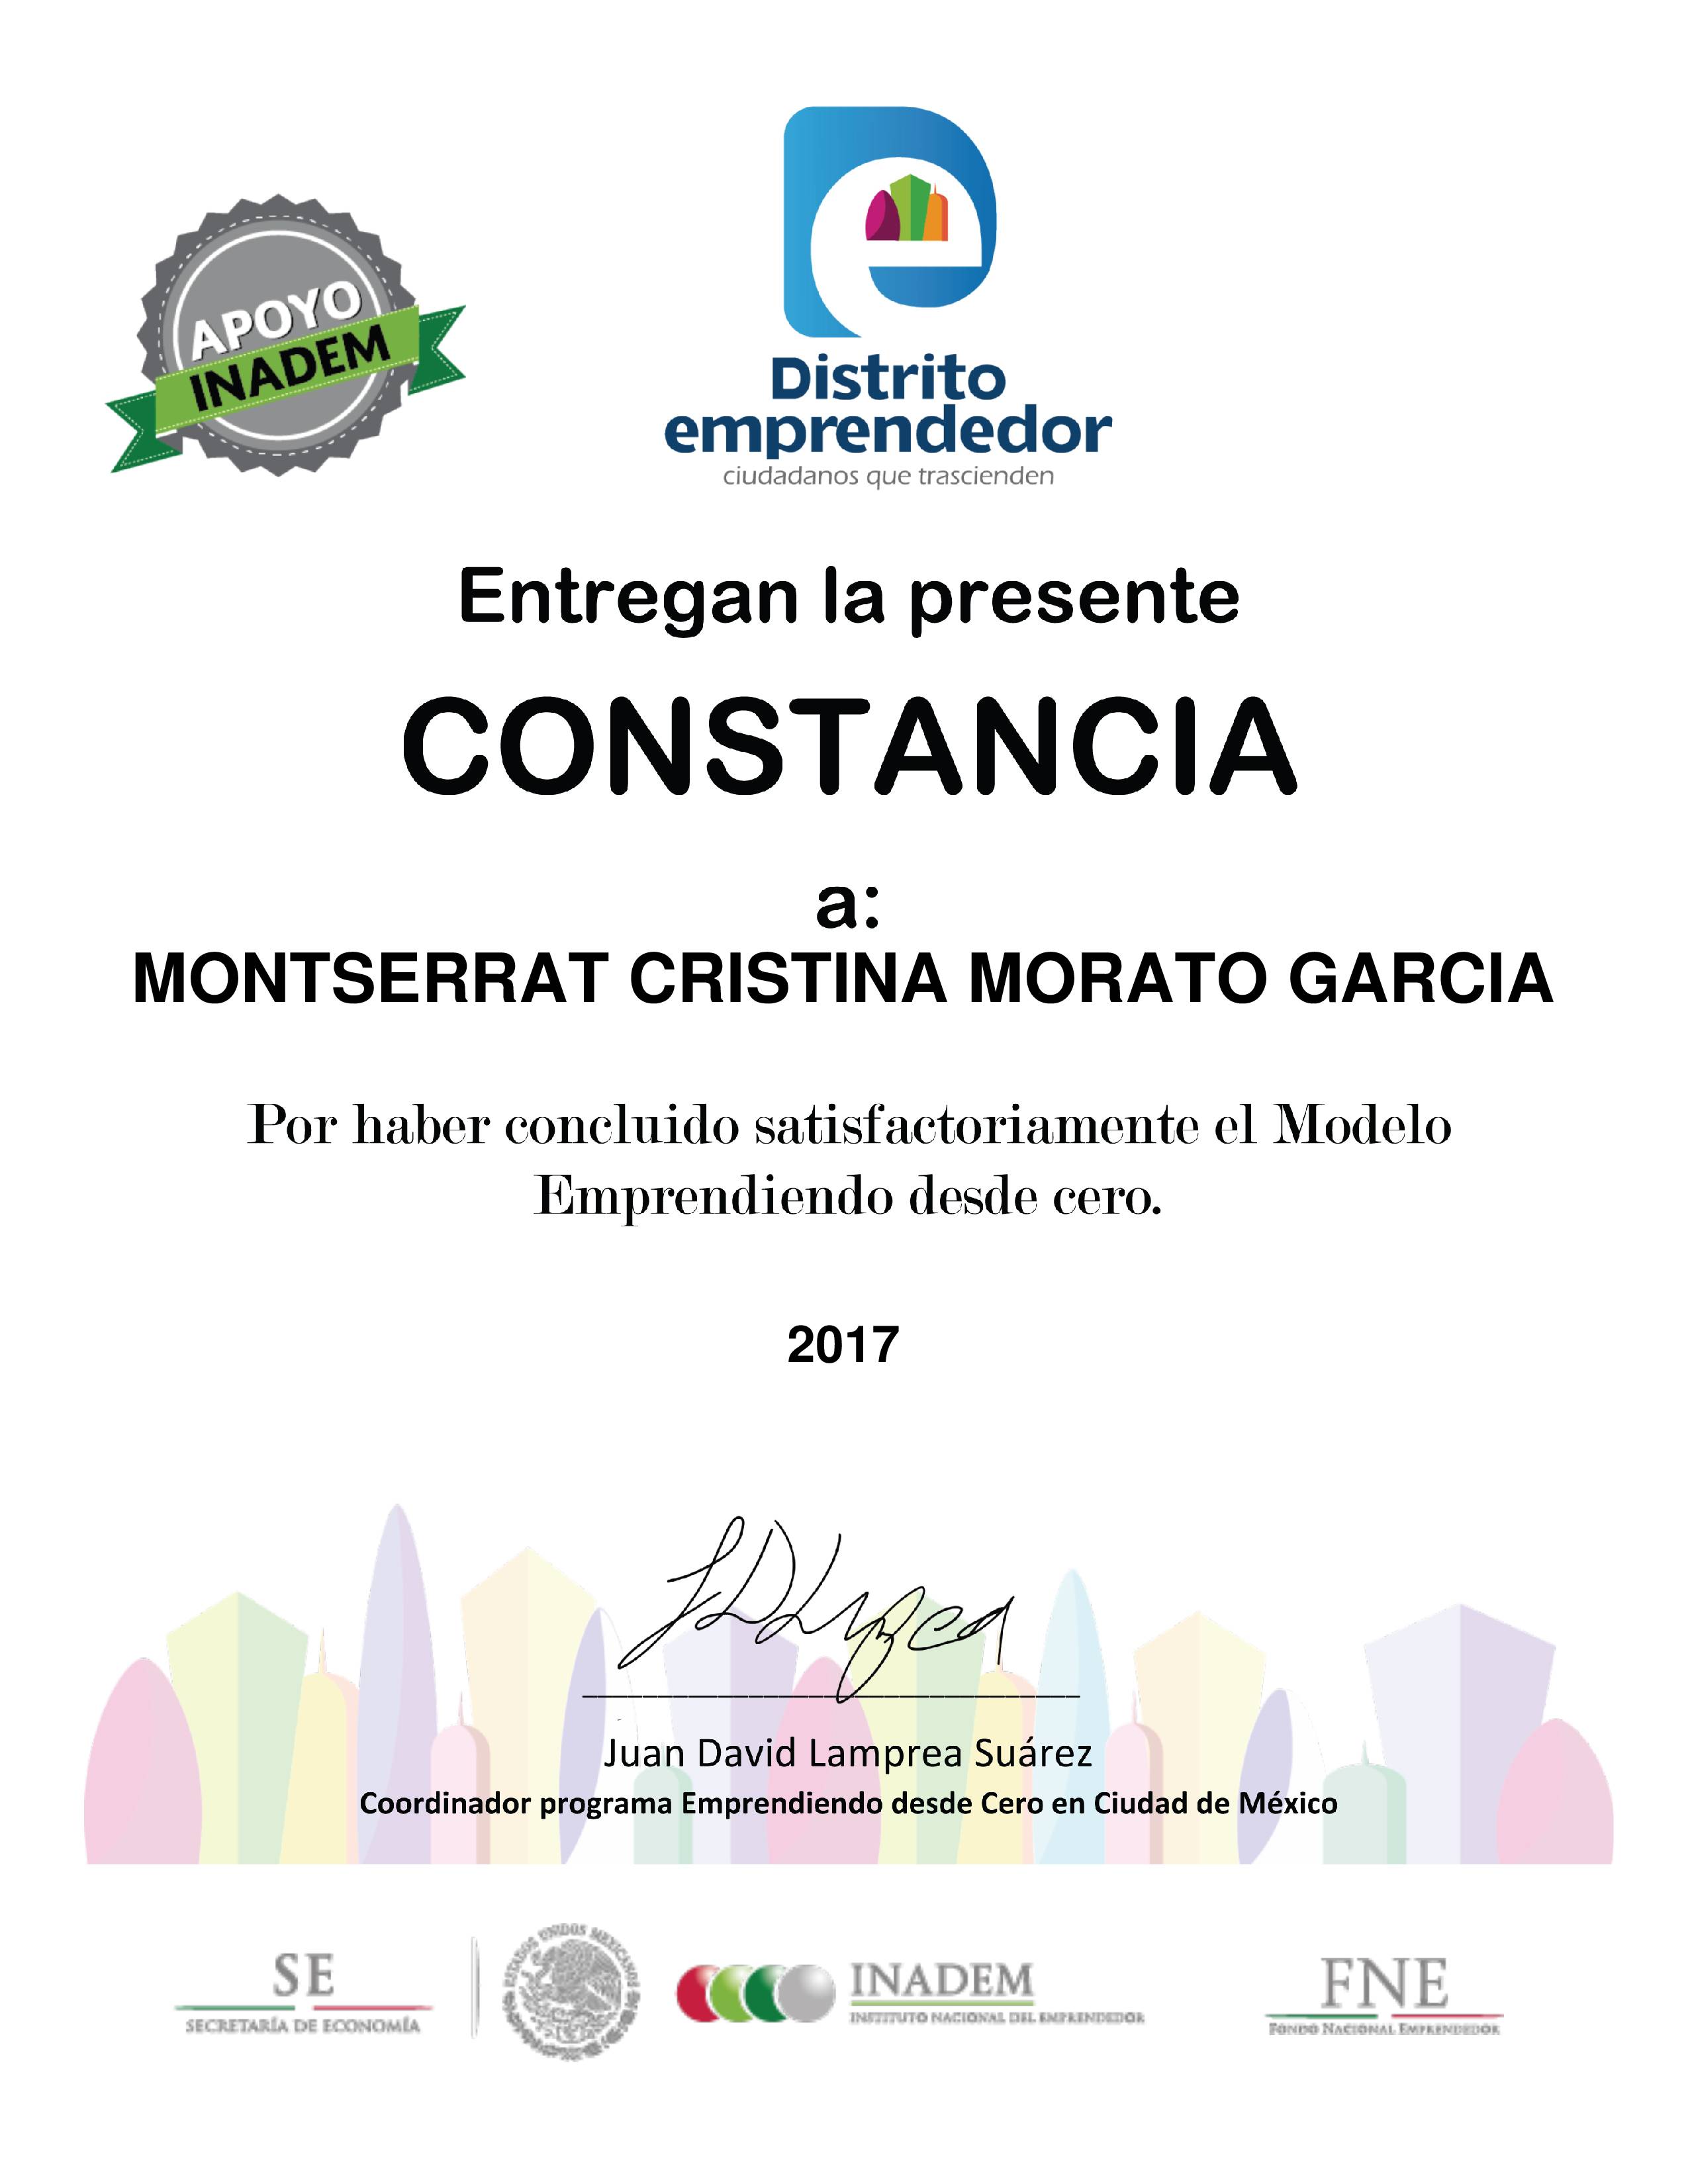 APOYO
INADEM
Distrito
emprendedor
ciudadanos que trascienden
Entregan la presente
CONSTANCIA
a:
MONTSERRAT CRISTINA MORATO GARCIA
Por haber concluido satisfactoriamente el Modelo
Emprendiendo desde cero.
2017
Juan David Lamprea Suárez
Coordinador programa Emprendiendo desde Cero en Ciudad de México
SE
SECRETARÍA DE ECONOMÍA
ESTADOS UNIDOS MEXICANOS
INADEM
INSTITUTO NACIONAL DEL EMPRENDEDOR
FNE
FONDO NACIONAL EMPRENDEDOR